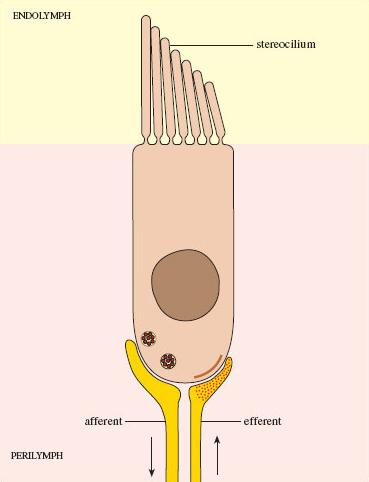 ENDOLYMPH
stereocilium
afferent
efferent
PERILYMPH